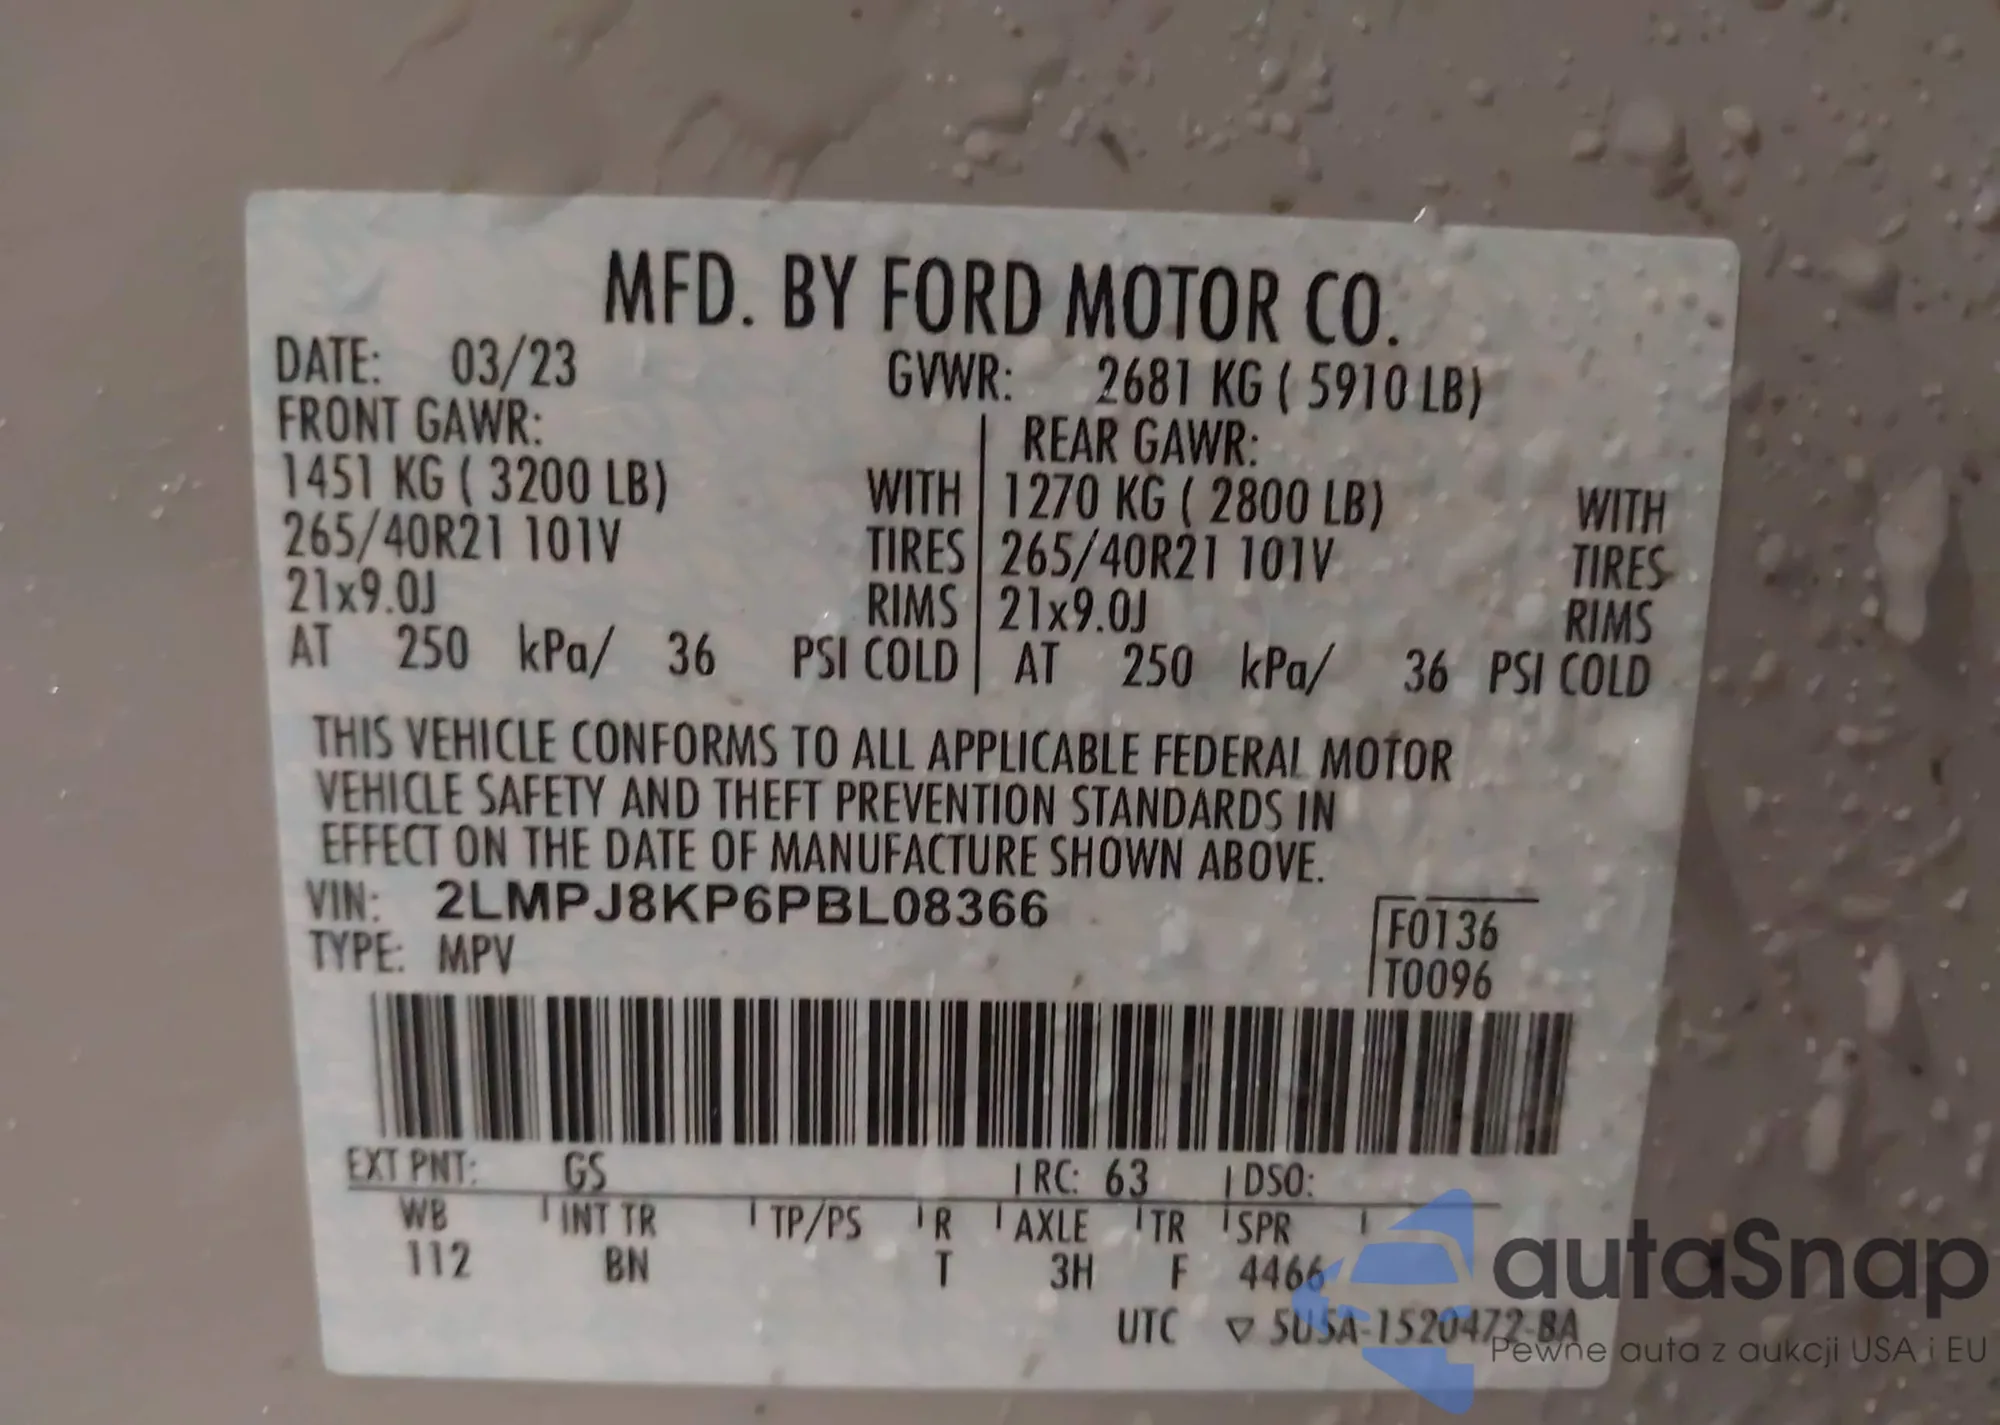 MFD. BY FORD MOTOR CO.
DATE: 03/23 GVWR: 2681 KG ( 5910 LB)
FRONT GAWR: REAR GAWR:
1451 KG ( 3200 LB) WITH 1270 KG ( 2800 LB) WITH
265/40R21 101V TIRES 265/40R21 101V TIRES
21x9.0J RIMS 21x9.0J RIMS
AT 250 kPa/ 36 PSI COLD AT 250 kPa/ 36 PSI COLD
THIS VEHICLE CONFORMS TO ALL APPLICABLE FEDERAL MOTOR
VEHICLE SAFETY AND THEFT PREVENTION STANDARDS IN
EFFECT ON THE DATE OF MANUFACTURE SHOWN ABOVE.
VIN: 2LMPJ8KP6PBL08366
TYPE: MPV
F0136
T0096
EXT PNT: GS RC: 63 DSO:
WB INT TR TP/PS R AXLE TR SPR
112 BN T 3H F 4466
UTC ▽ 5U5A-1520472-BA
autaSnap
Pewne auta z aukcji USA i EU